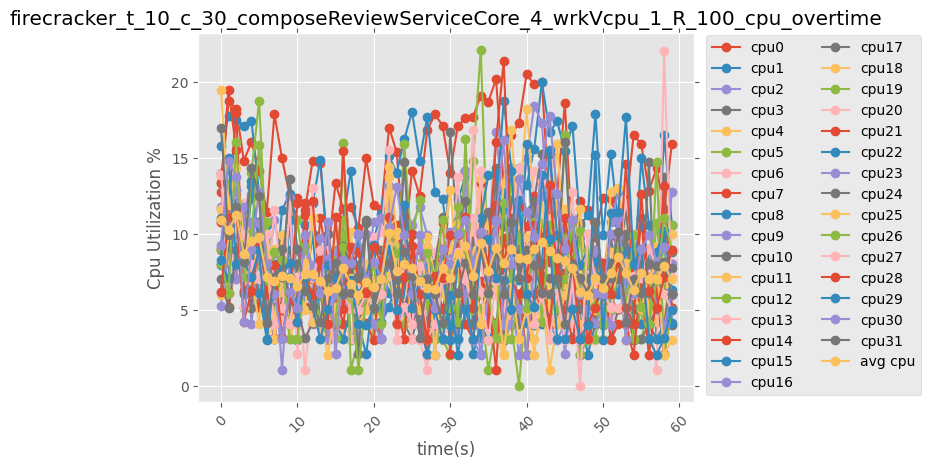 firecracker_t_10_c_30_composeReviewServiceCore_4_wrkVcpu_1_R_100_cpu_overtime
Cpu Utilization %
20
15
10
5
0
0
10
20
30
40
50
60
time(s)
cpu0
cpu1
cpu2
cpu3
cpu4
cpu5
cpu6
cpu7
cpu8
cpu9
cpu10
cpu11
cpu12
cpu13
cpu14
cpu15
cpu16
cpu17
cpu18
cpu19
cpu20
cpu21
cpu22
cpu23
cpu24
cpu25
cpu26
cpu27
cpu28
cpu29
cpu30
cpu31
avg cpu